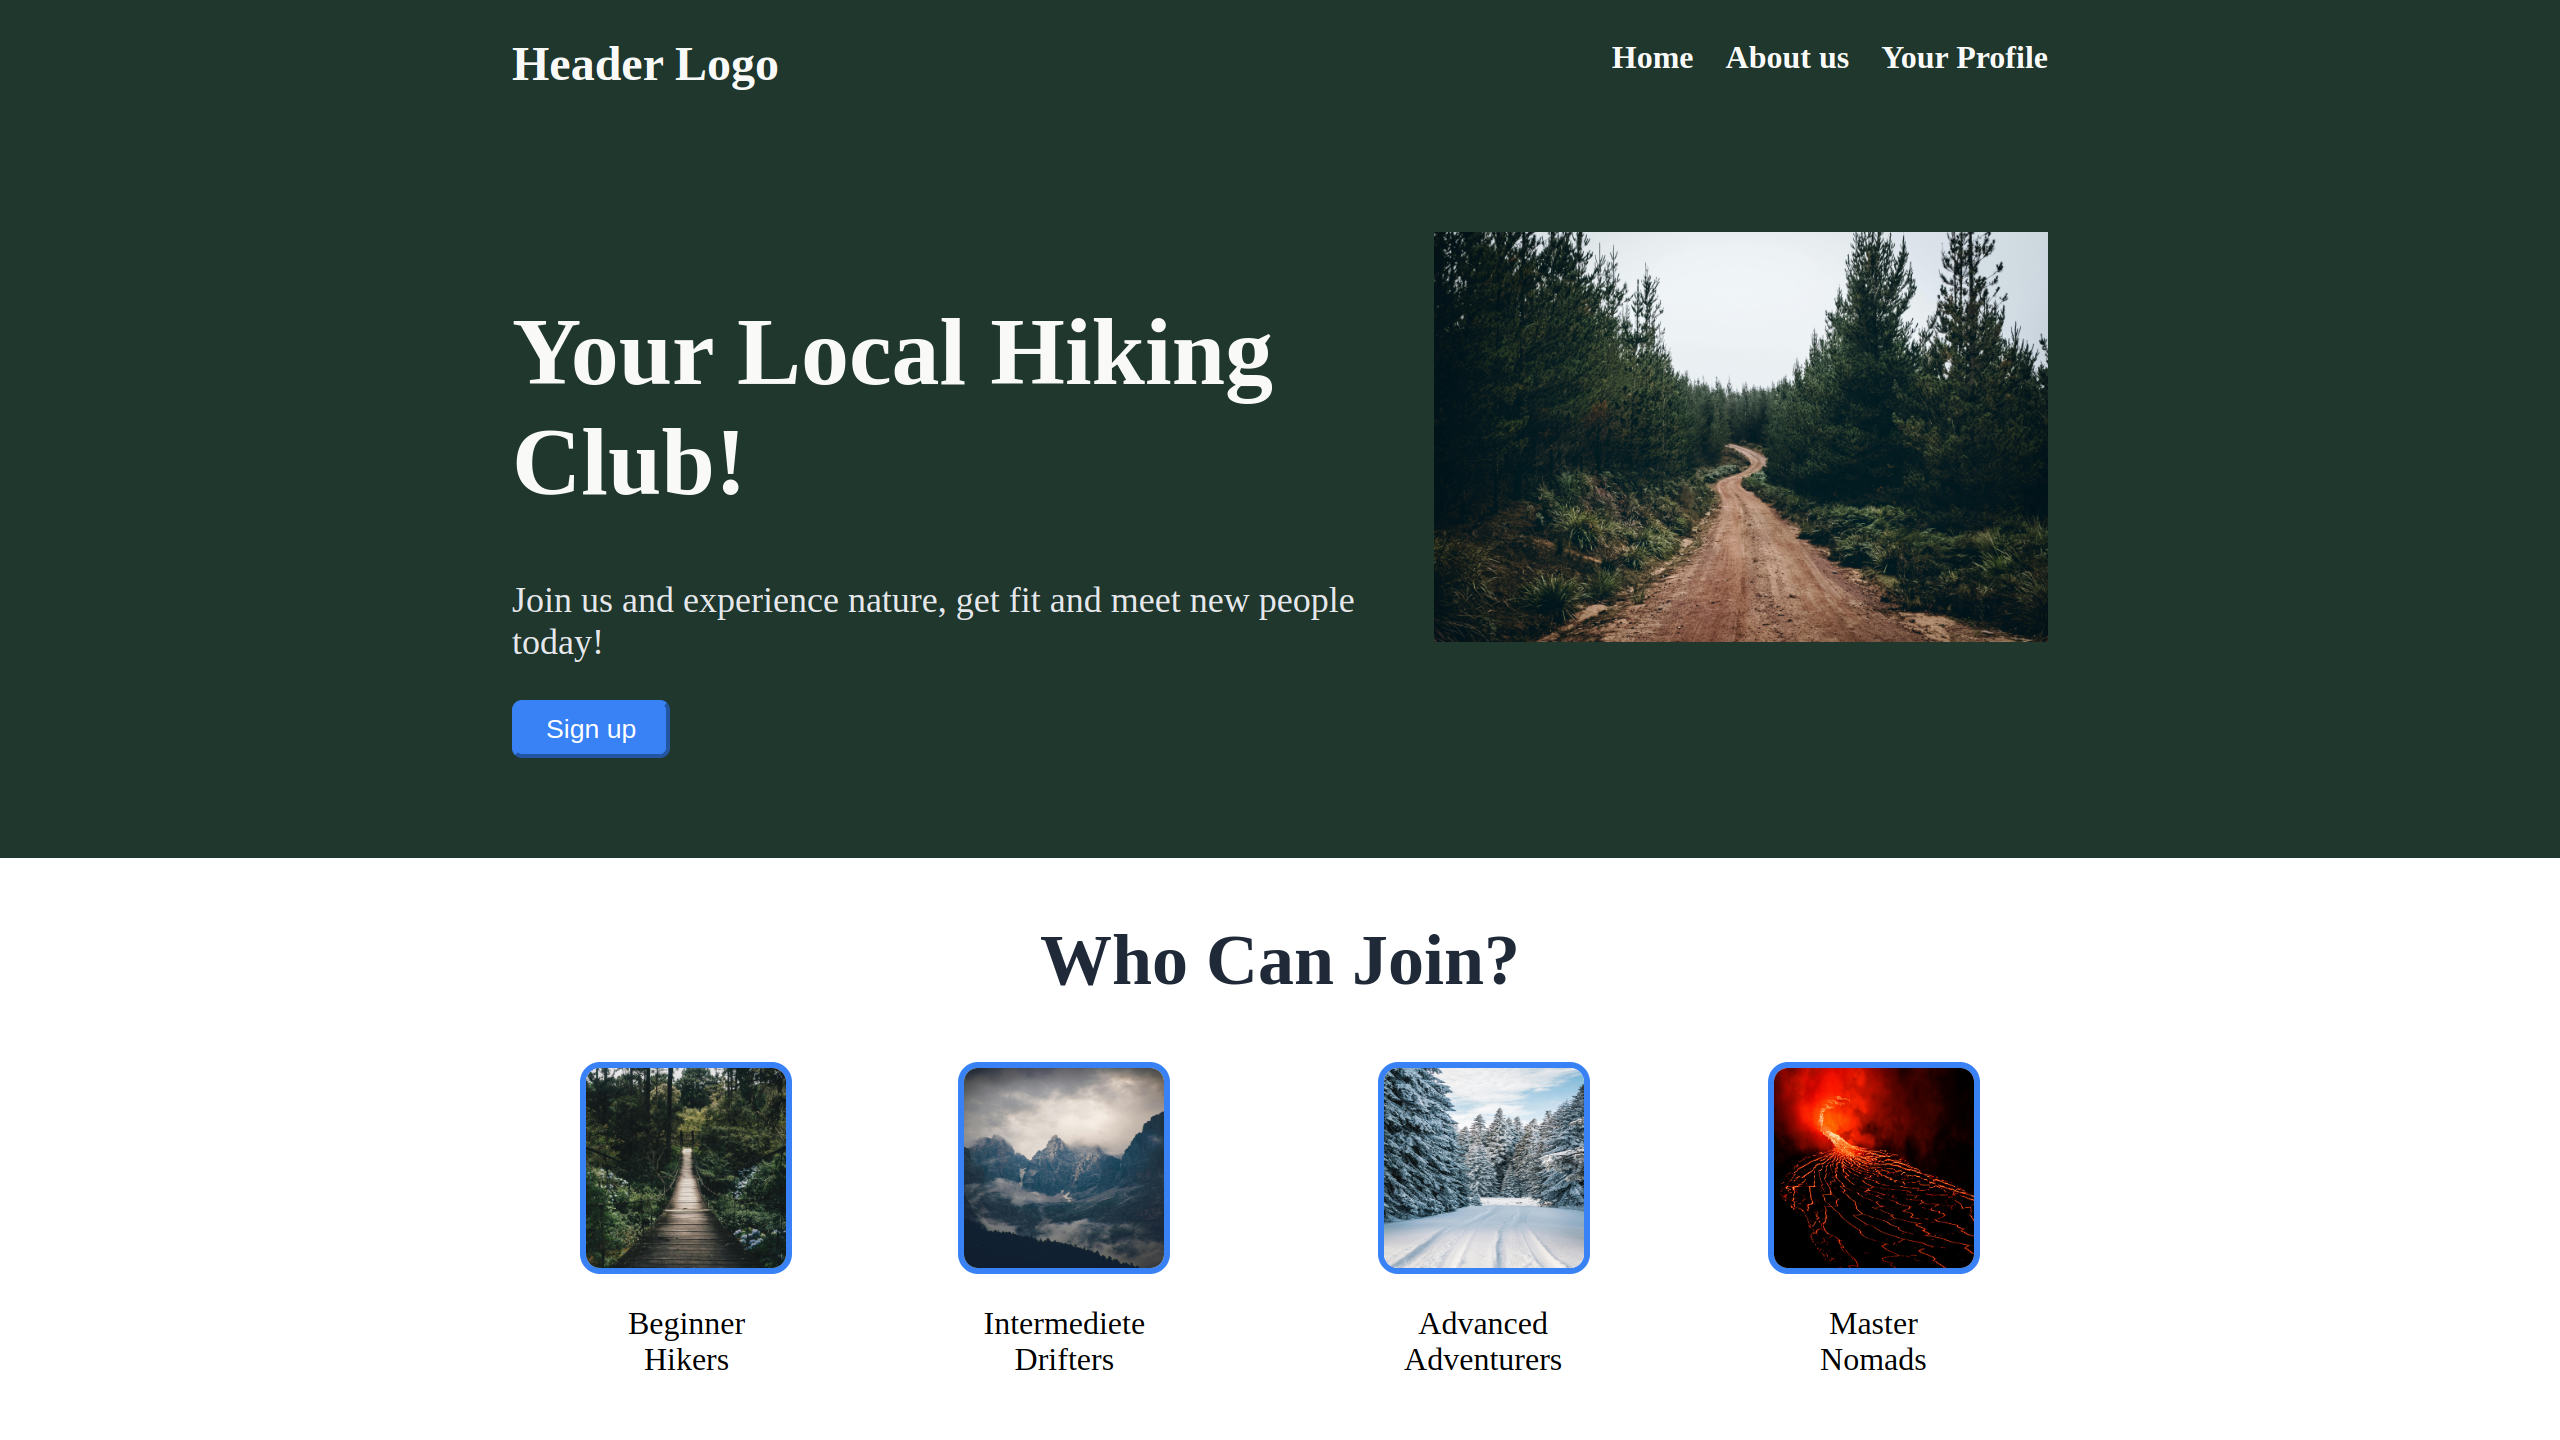 Header Logo
Home About us Your Profile
Your Local Hiking
Club!
Join us and experience nature, get fit and meet new people
today!
Sign up
Who Can Join?
Beginner
Hikers
Intermediete
Drifters
Advanced
Adventurers
Master
Nomads